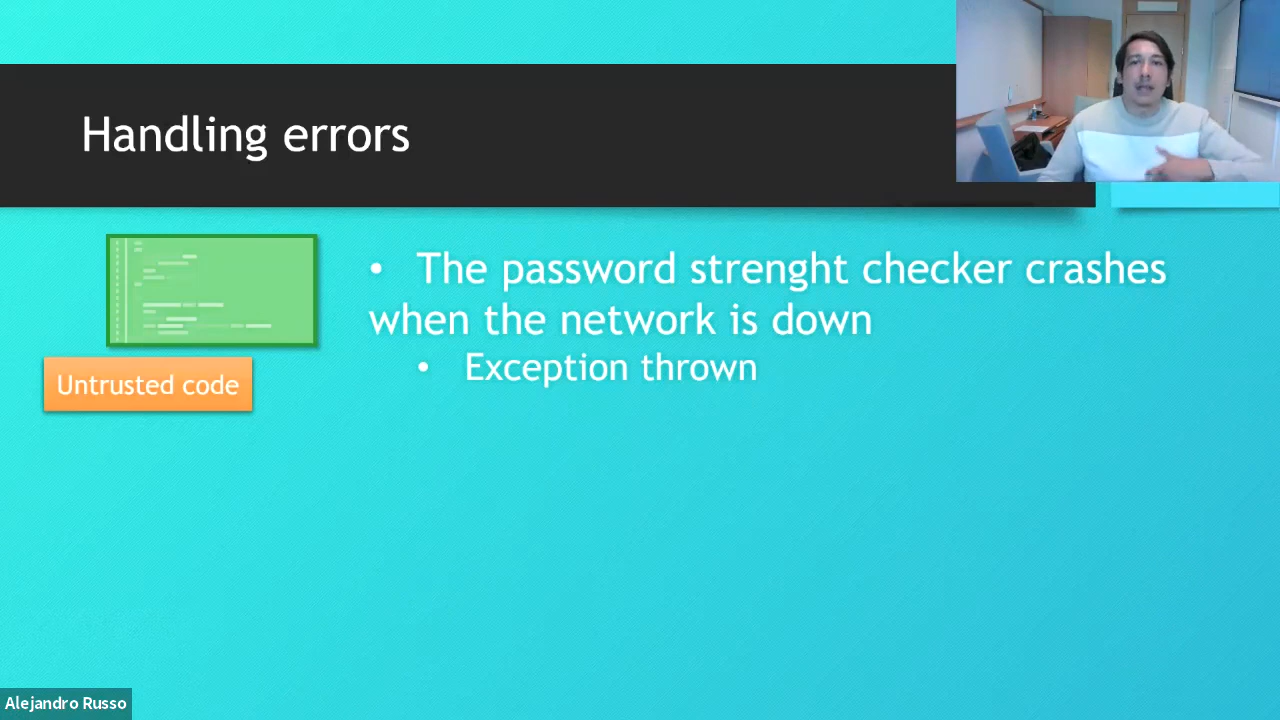 Handling errors
• The password strenght checker crashes
when the network is down
• Exception thrown
Untrusted code
Alejandro Russo